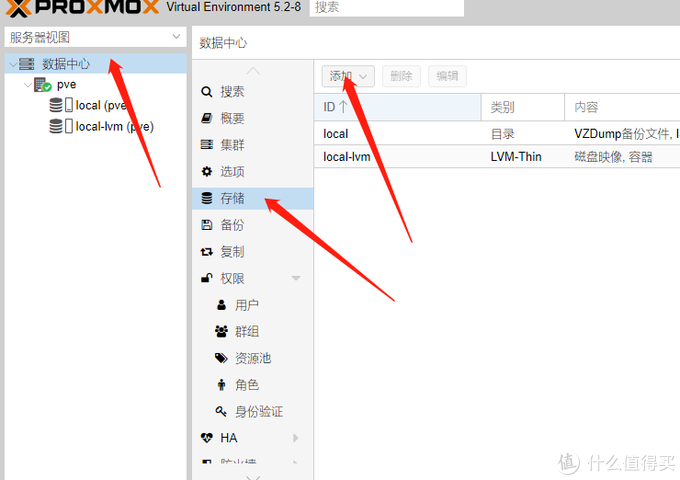 PROXMOX Virtual Environment 5.2-8 搜索
服务器视图
数据中心
pve
local (pve
local-lvm (pve)
数据中心
搜索
概要
集群
选项
存储
备份
复制
权限
用户
群组
资源池
角色
身份验证
HA
防火墙
添加 删除 编辑
ID 类别 内容
local 目录 VZDump备份文件, I
local-lvm LVM-Thin 磁盘映像, 容器
值 什么值得买